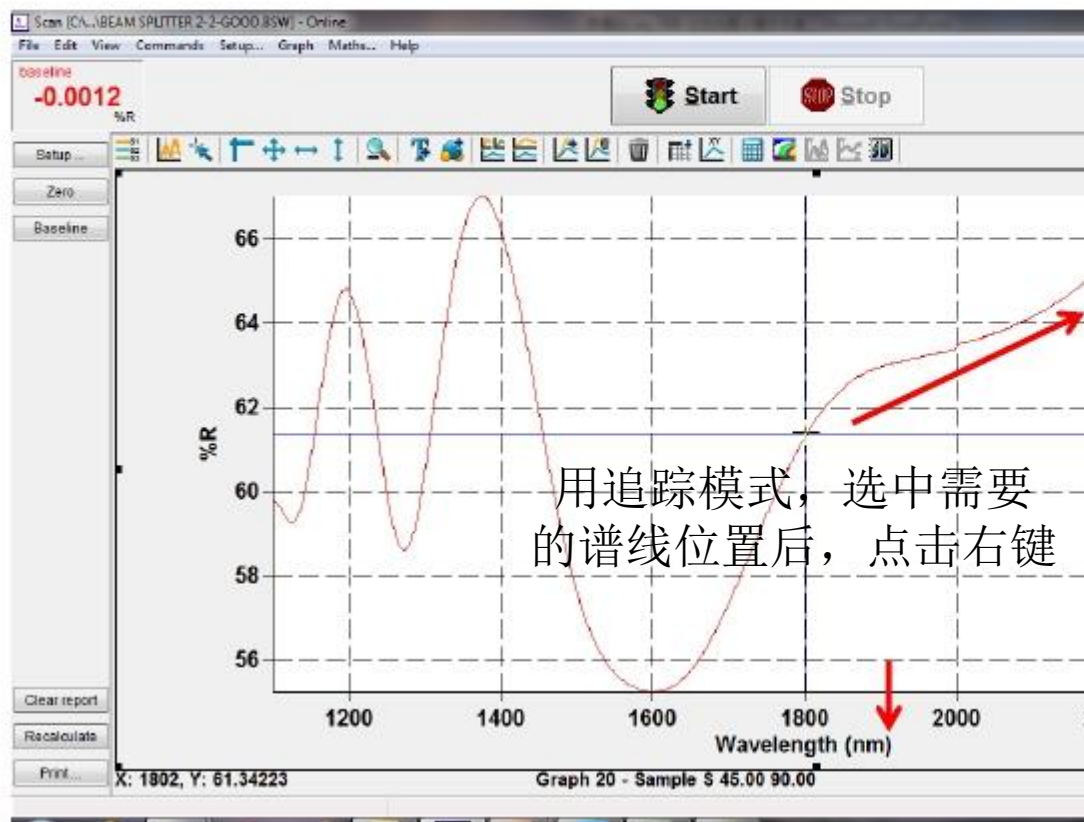 Scan [C:\...\BEAM SPLITTER 2-2-GOOD.BSW] - Online
File Edit View Commands Setup... Graph Maths... Help
baseline
-0.0012
%R
Start
Stop
Setup ...
Zero
Baseline
66
64
62
60
58
56
%R
用追踪模式，选中需要
的谱线位置后，点击右键
1200 1400 1600 1800 2000
Wavelength (nm)
Clear report
Recalculate
Print...
X: 1802, Y: 61.34223
Graph 20 - Sample S 45.00 90.00